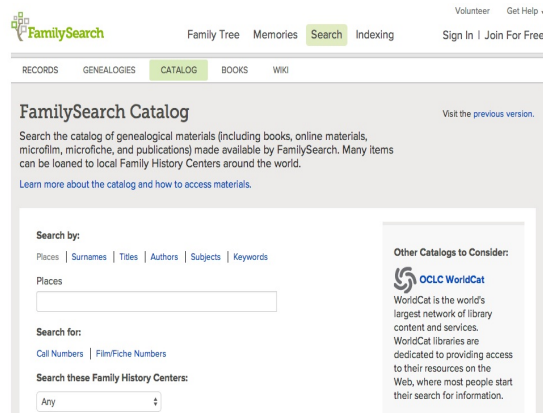 Volunteer Get Help
FamilySearch Family Tree Memories Search Indexing Sign In | Join For Free
RECORDS GENEALOGIES CATALOG BOOKS WIKI
FamilySearch Catalog
Visit the previous version.
Search the catalog of genealogical materials (including books, online materials,
microfilm, microfiche, and publications) made available by FamilySearch. Many items
can be loaned to local Family History Centers around the world.
Learn more about the catalog and how to access materials.
Search by:
Places | Surnames | Titles | Authors | Subjects | Keywords
Places
Search for:
Call Numbers | Film/Fiche Numbers
Search these Family History Centers:
Any
Other Catalogs to Consider:
OCLC WorldCat
WorldCat is the world's
largest network of library
content and services.
WorldCat libraries are
dedicated to providing access
to their resources on the
Web, where most people start
their search for information.